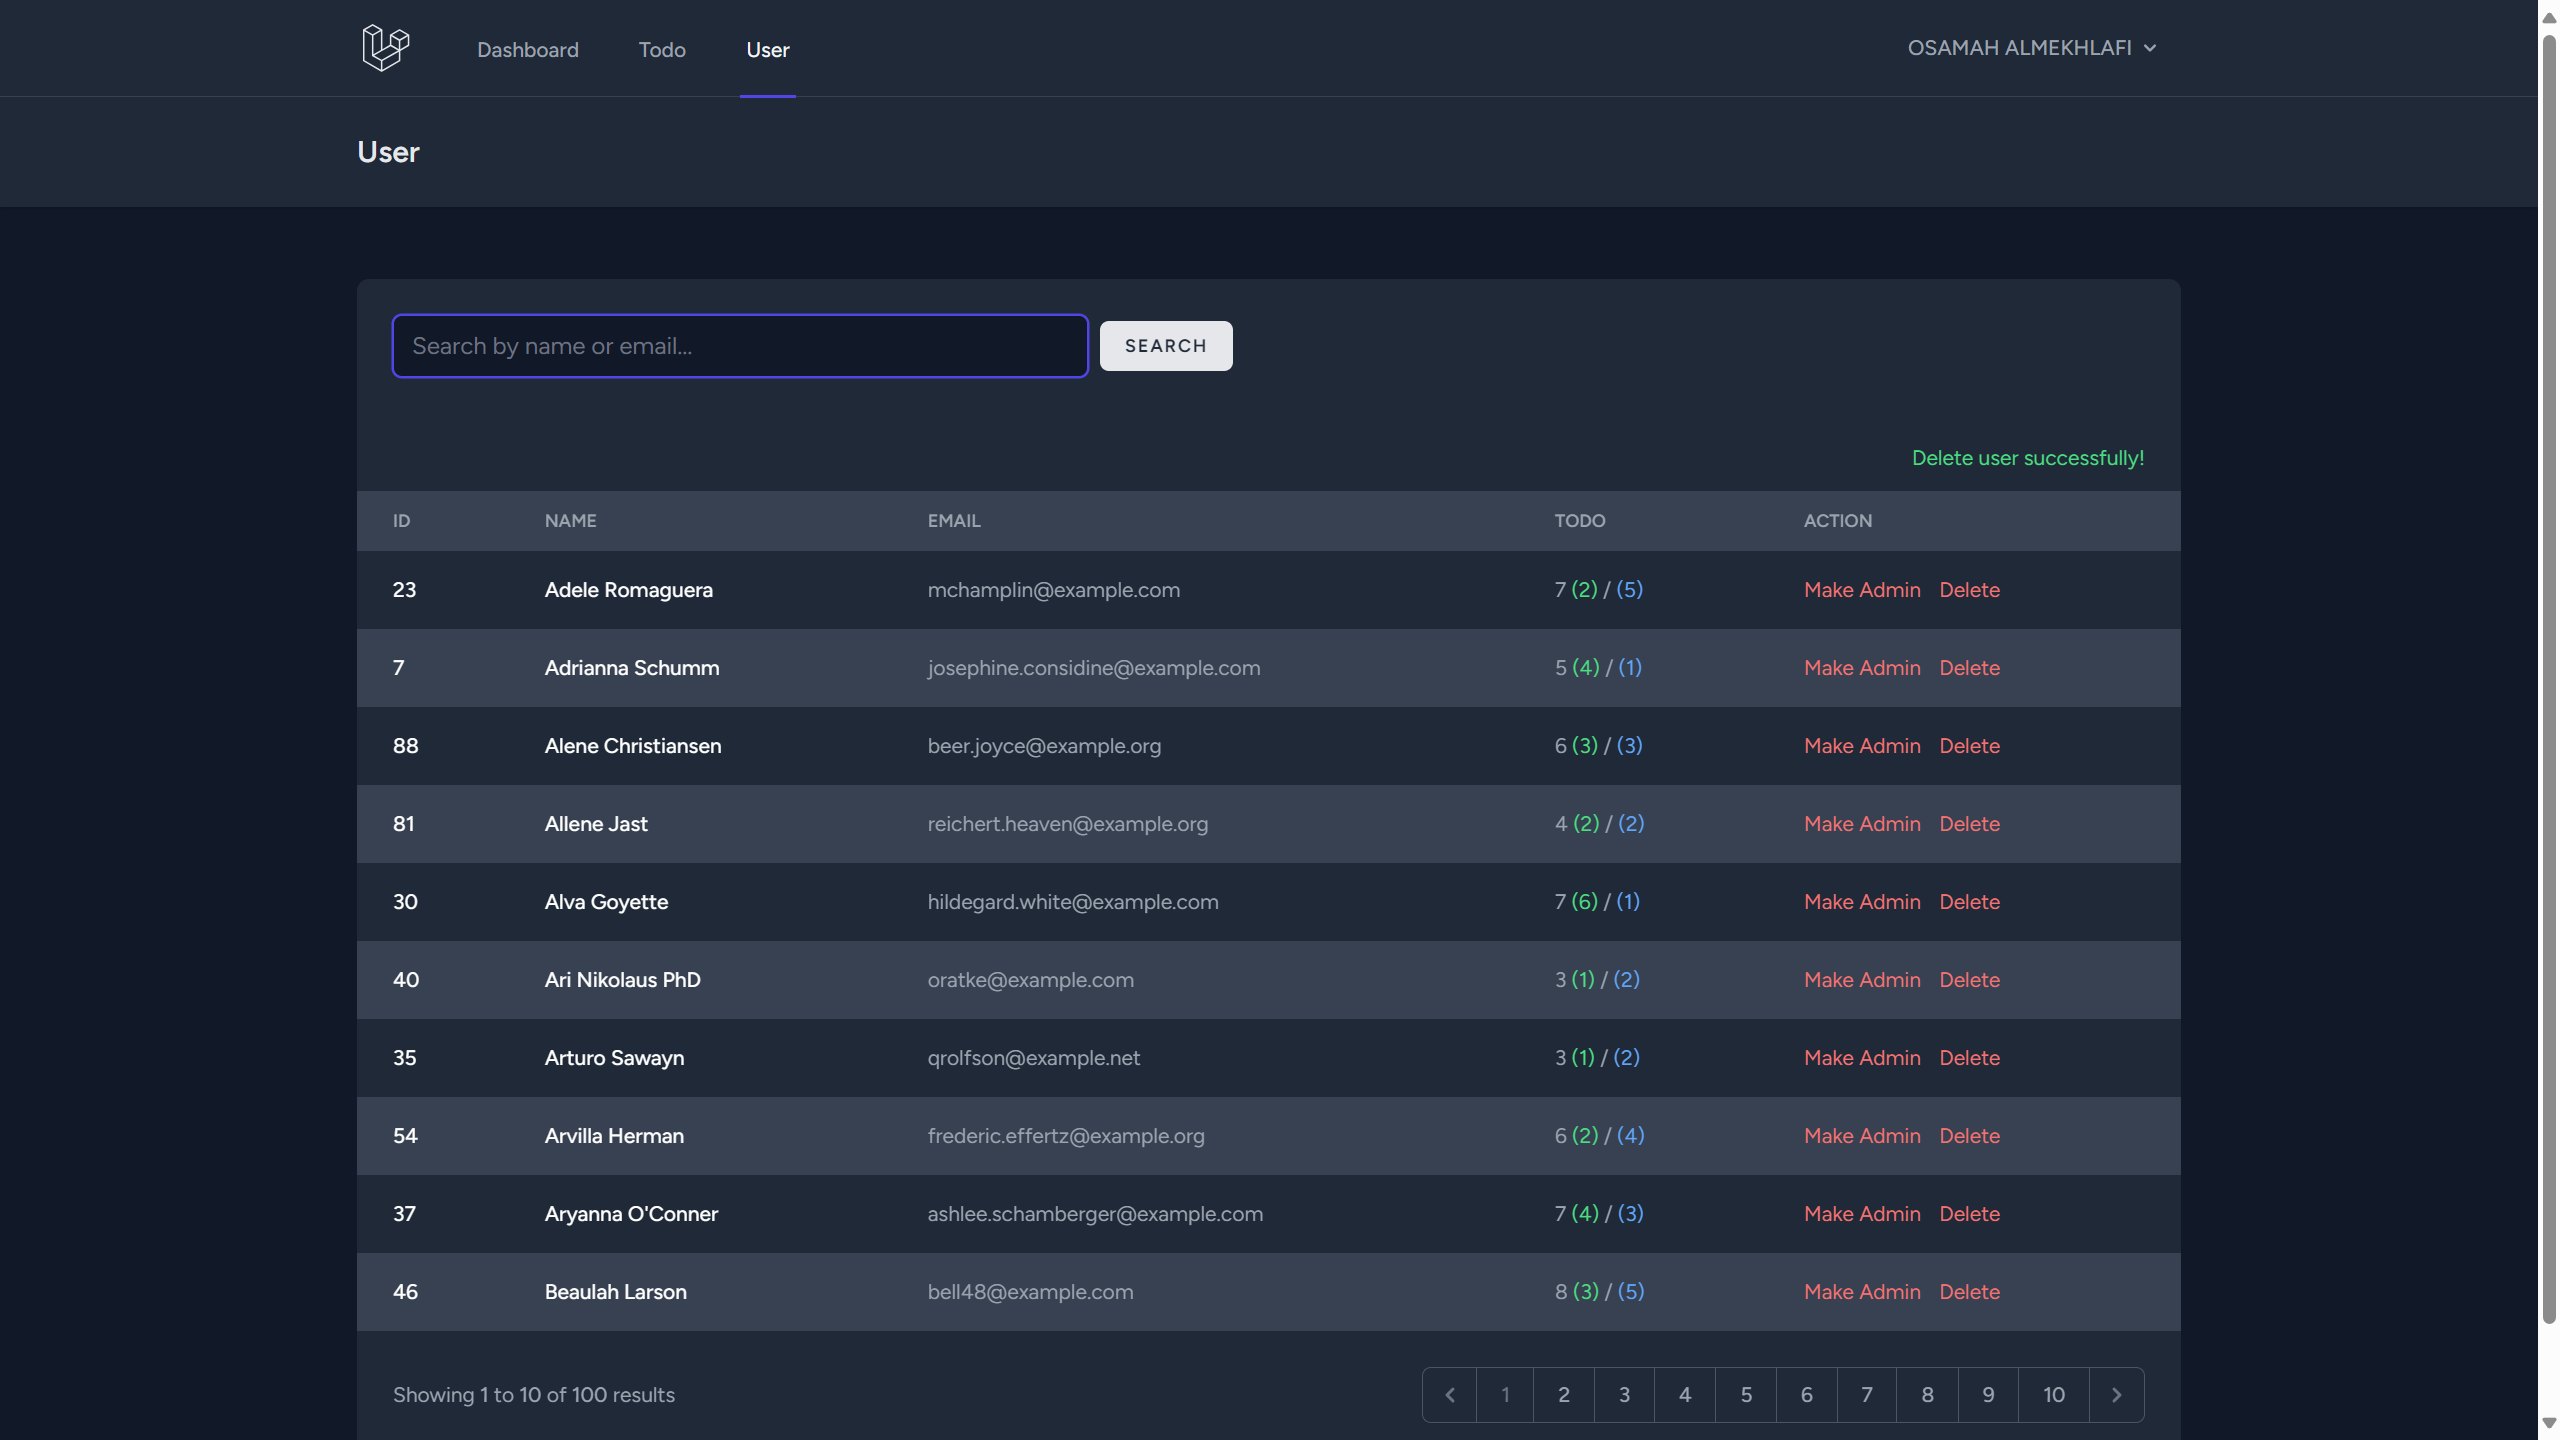 Dashboard Todo User OSAMAH ALMEKHLAFI
User
Search by name or email... SEARCH
Delete user successfully!
ID NAME EMAIL TODO ACTION
23 Adele Romaguera mchamplin@example.com 7 (2) / (5) Make Admin Delete
7 Adrianna Schumm josephine.considine@example.com 5 (4) / (1) Make Admin Delete
88 Alene Christiansen beer.joyce@example.org 6 (3) / (3) Make Admin Delete
81 Allene Jast reichert.heaven@example.org 4 (2) / (2) Make Admin Delete
30 Alva Goyette hildegard.white@example.com 7 (6) / (1) Make Admin Delete
40 Ari Nikolaus PhD oratke@example.com 3 (1) / (2) Make Admin Delete
35 Arturo Sawayn qrolfson@example.net 3 (1) / (2) Make Admin Delete
54 Arvilla Herman frederic.effertz@example.org 6 (2) / (4) Make Admin Delete
37 Aryanna O'Conner ashlee.schamberger@example.com 7 (4) / (3) Make Admin Delete
46 Beaulah Larson bell48@example.com 8 (3) / (5) Make Admin Delete
Showing 1 to 10 of 100 results 1 2 3 4 5 6 7 8 9 10